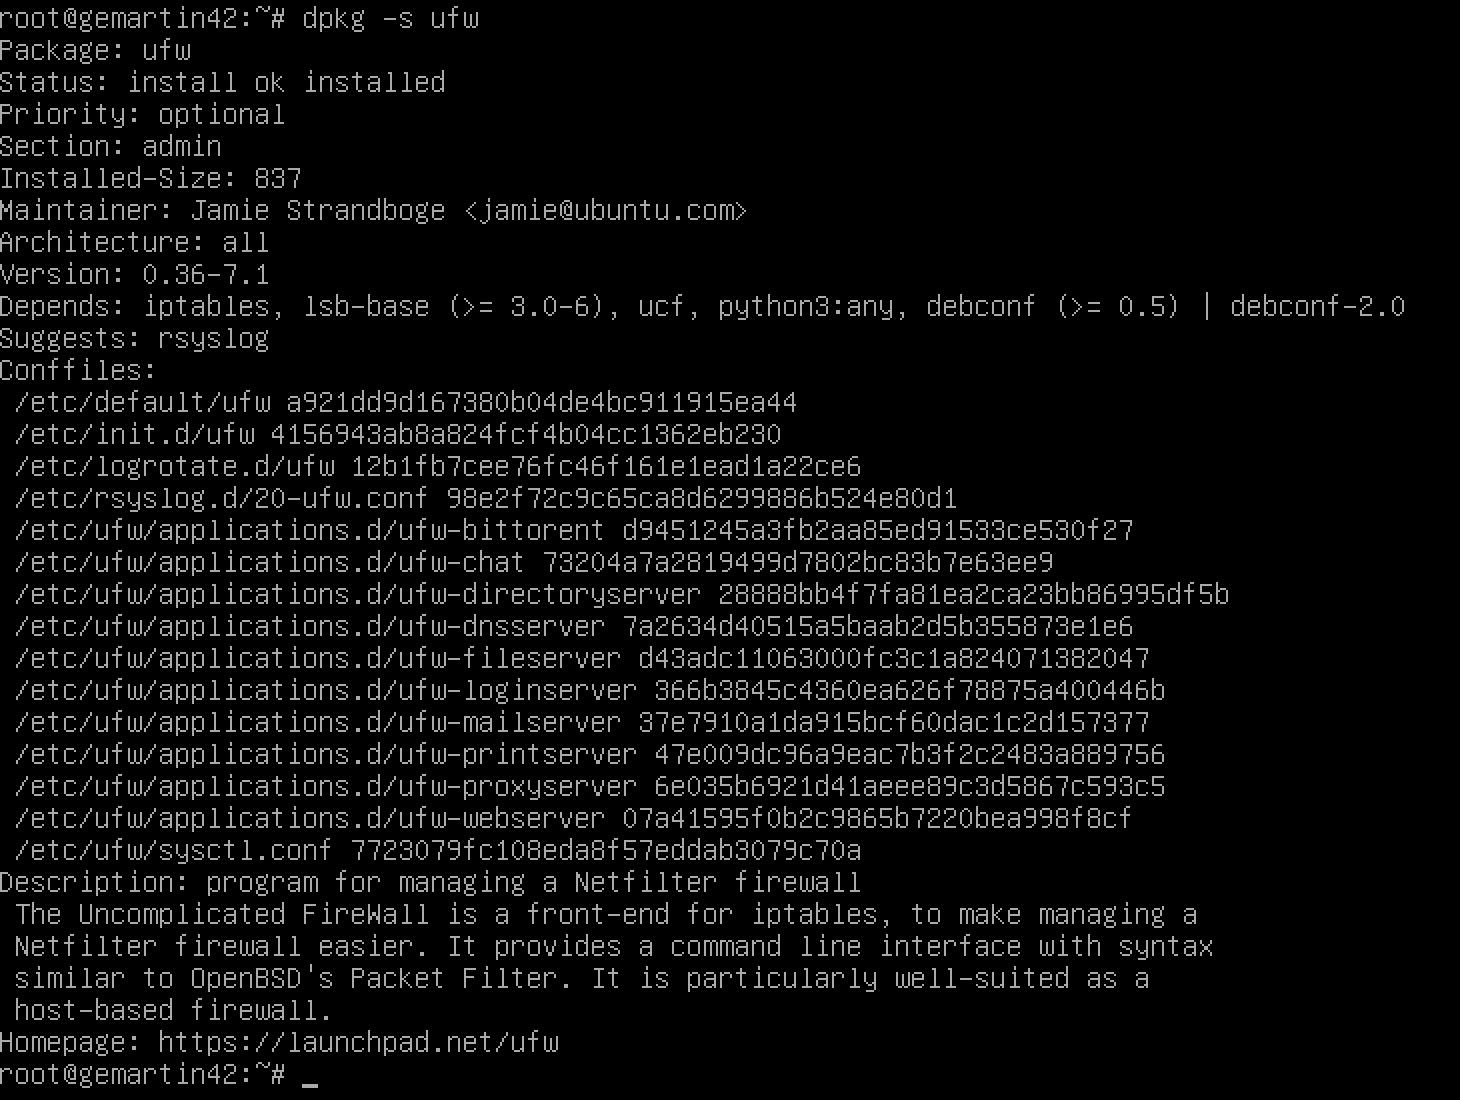 root@gemartin42:~# dpkg -s ufw
Package: ufw
Status: install ok installed
Priority: optional
Section: admin
Installed-Size: 837
Maintainer: Jamie Strandboge <jamie@ubuntu.com>
Architecture: all
Version: 0.36-7.1
Depends: iptables, lsb-base (>= 3.0-6), ucf, python3:any, debconf (>= 0.5) | debconf-2.0
Suggests: rsyslog
Conffiles:
 /etc/default/ufw a921dd9d167380b04de4bc911915ea44
 /etc/init.d/ufw 4156943ab8a824fcf4b04cc1362eb230
 /etc/logrotate.d/ufw 12b1fb7cee76fc46f161e1ead1a22ce6
 /etc/rsyslog.d/20-ufw.conf 98e2f72c9c65ca8d6299886b524e80d1
 /etc/ufw/applications.d/ufw-bittorent d9451245a3fb2aa85ed91533ce530f27
 /etc/ufw/applications.d/ufw-chat 73204a7a2819499d7802bc83b7e63ee9
 /etc/ufw/applications.d/ufw-directoryserver 28888bb4f7fa81ea2ca23bb86995df5b
 /etc/ufw/applications.d/ufw-dnsserver 7a2634d40515a5baab2d5b355873e1e6
 /etc/ufw/applications.d/ufw-fileserver d43adc11063000fc3c1a824071382047
 /etc/ufw/applications.d/ufw-loginserver 366b3845c4360ea626f78875a400446b
 /etc/ufw/applications.d/ufw-mailserver 37e7910a1da915bcf60dac1c2d157377
 /etc/ufw/applications.d/ufw-printserver 47e009dc96a9eac7b3f2c2483a889756
 /etc/ufw/applications.d/ufw-proxyserver 6e035b6921d41aeee89c3d5867c593c5
 /etc/ufw/applications.d/ufw-webserver 07a41595f0b2c9865b7220bea998f8cf
 /etc/ufw/sysctl.conf 7723079fc108eda8f57eddab3079c70a
Description: program for managing a Netfilter firewall
 The Uncomplicated FireWall is a front-end for iptables, to make managing a
 Netfilter firewall easier. It provides a command line interface with syntax
 similar to OpenBSD's Packet Filter. It is particularly well-suited as a
 host-based firewall.
Homepage: https://launchpad.net/ufw
root@gemartin42:~# _